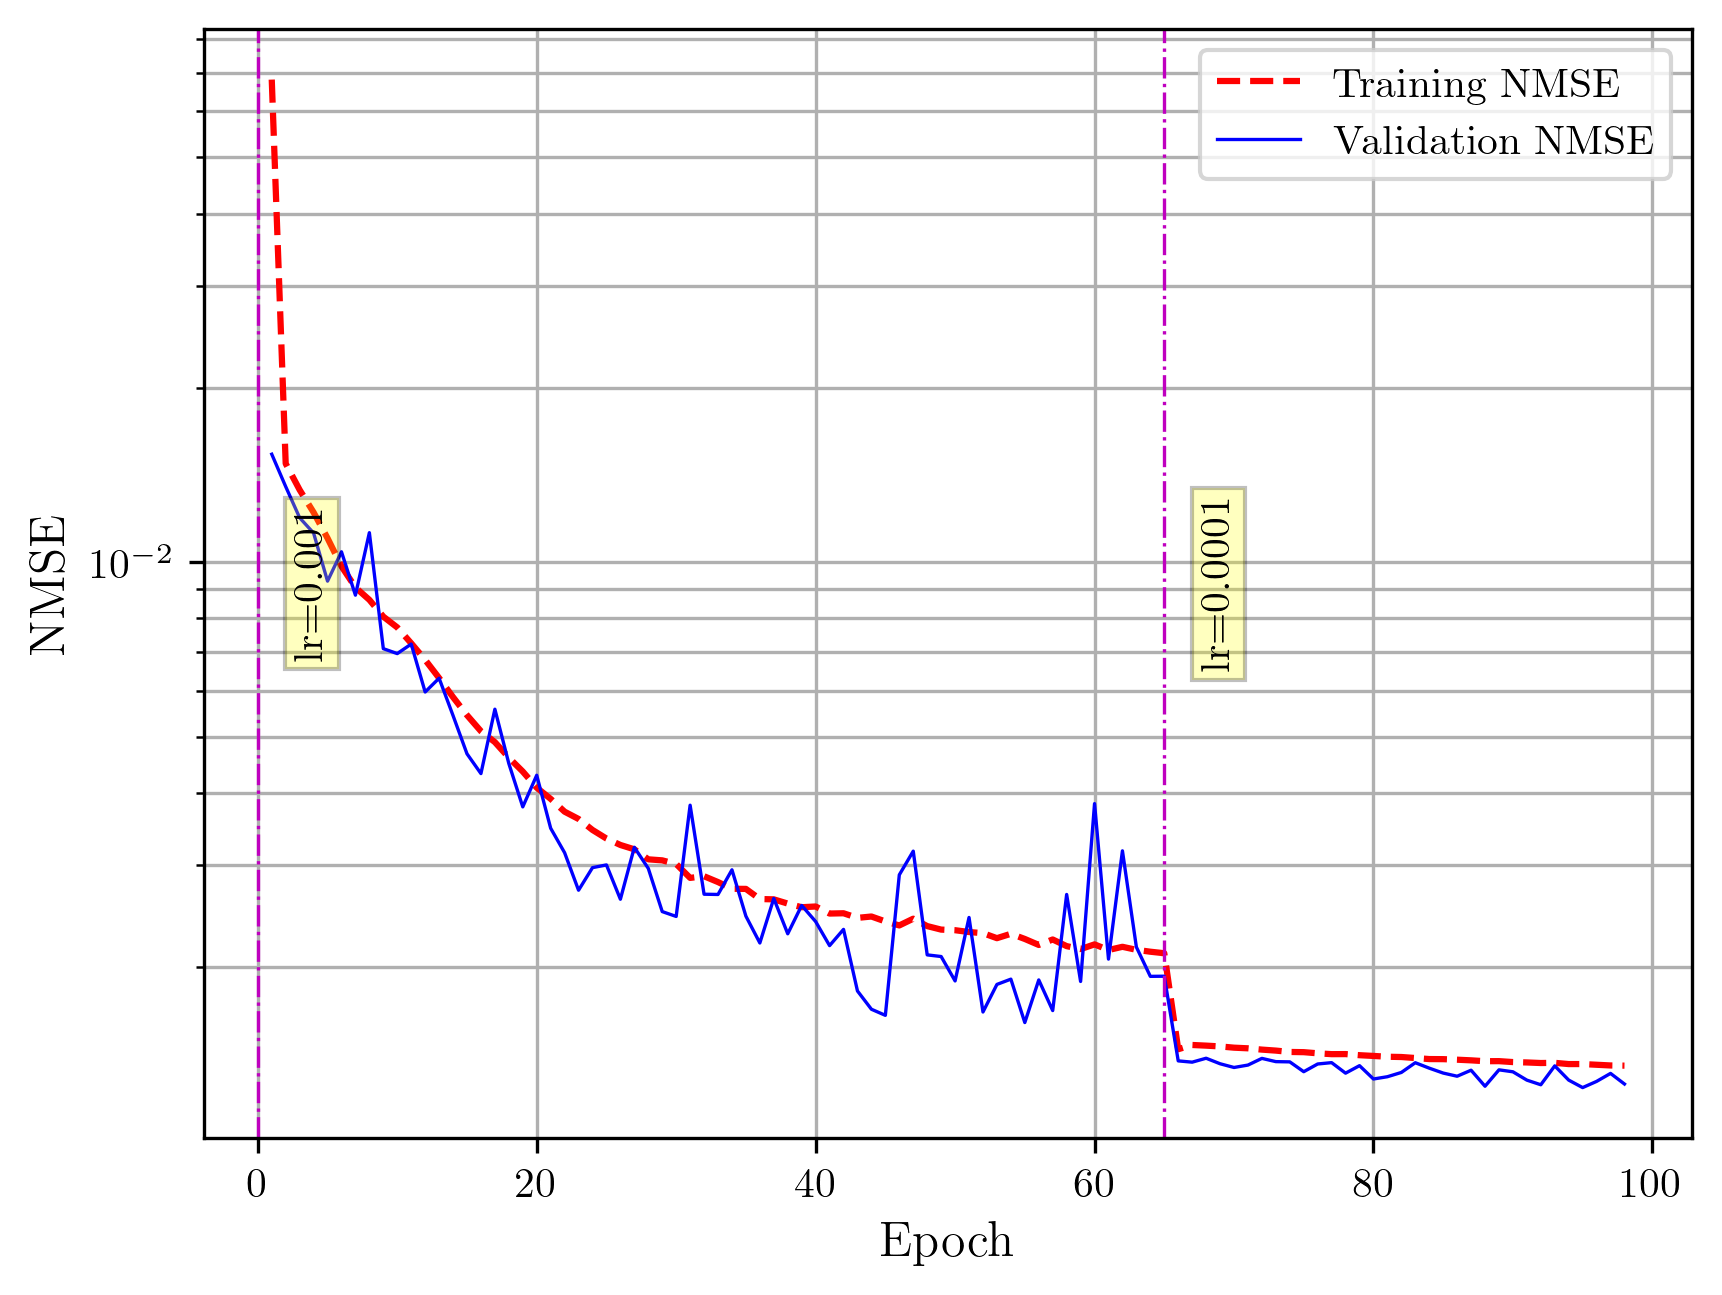 Training NMSE
Validation NMSE
lr=0.001
lr=0.0001
NMSE
10⁻²
0 20 40 60 80 100
Epoch